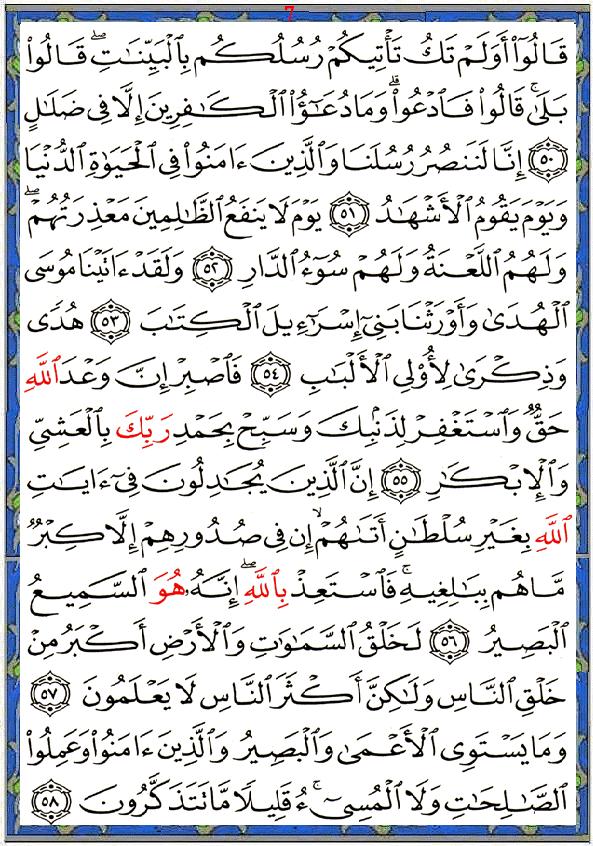 7
قَالُوٓا۟ أَوَلَمْ تَكُ تَأْتِيكُمْ رُسُلُكُم بِٱلْبَيِّنَٰتِ ۖ قَالُوا۟
بَلَىٰ ۚ قَالُوا۟ فَٱدْعُوا۟ ۗ وَمَا دُعَٰٓؤُا۟ ٱلْكَٰفِرِينَ إِلَّا فِى ضَلَٰلٍ
﴿٥٠﴾ إِنَّا لَنَنصُرُ رُسُلَنَا وَٱلَّذِينَ ءَامَنُوا۟ فِى ٱلْحَيَوٰةِ ٱلدُّنْيَا
وَيَوْمَ يَقُومُ ٱلْأَشْهَٰدُ ﴿٥١﴾ يَوْمَ لَا يَنفَعُ ٱلظَّٰلِمِينَ مَعْذِرَتُهُمْ ۖ
وَلَهُمُ ٱللَّعْنَةُ وَلَهُمْ سُوٓءُ ٱلدَّارِ ﴿٥٢﴾ وَلَقَدْ ءَاتَيْنَا مُوسَى
ٱلْهُدَىٰ وَأَوْرَثْنَا بَنِىٓ إِسْرَٰٓءِيلَ ٱلْكِتَٰبَ ﴿٥٣﴾ هُدًى
وَذِكْرَىٰ لِأُو۟لِى ٱلْأَلْبَٰبِ ﴿٥٤﴾ فَٱصْبِرْ إِنَّ وَعْدَ ٱللَّهِ
حَقٌّ وَٱسْتَغْفِرْ لِذَنۢبِكَ وَسَبِّحْ بِحَمْدِ رَبِّكَ بِٱلْعَشِىِّ
وَٱلْإِبْكَٰرِ ﴿٥٥﴾ إِنَّ ٱلَّذِينَ يُجَٰدِلُونَ فِىٓ ءَايَٰتِ
ٱللَّهِ بِغَيْرِ سُلْطَٰنٍ أَتَىٰهُمْ ۙ إِن فِى صُدُورِهِمْ إِلَّا كِبْرٌ
مَّا هُم بِبَٰلِغِيهِ ۚ فَٱسْتَعِذْ بِٱللَّهِ ۖ إِنَّهُۥ هُوَ ٱلسَّمِيعُ
ٱلْبَصِيرُ ﴿٥٦﴾ لَخَلْقُ ٱلسَّمَٰوَٰتِ وَٱلْأَرْضِ أَكْبَرُ مِنْ
خَلْقِ ٱلنَّاسِ وَلَٰكِنَّ أَكْثَرَ ٱلنَّاسِ لَا يَعْلَمُونَ ﴿٥٧﴾
وَمَا يَسْتَوِى ٱلْأَعْمَىٰ وَٱلْبَصِيرُ وَٱلَّذِينَ ءَامَنُوا۟ وَعَمِلُوا۟
ٱلصَّٰلِحَٰتِ وَلَا ٱلْمُسِىٓءُ ۚ قَلِيلًا مَّا تَتَذَكَّرُونَ ﴿٥٨﴾